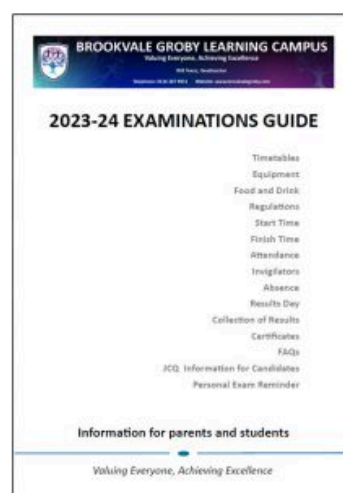 BROOKVALE GROBY LEARNING CAMPUS
Valuing Everyone, Achieving Excellence
2023-24 EXAMINATIONS GUIDE
Timetables
Equipment
Food and Drink
Regulations
Start Time
Finish Time
Attendance
Invigilators
Absence
Results Day
Collection of Results
Certificates
FAQs
JCQ Information for Candidates
Personal Exam Reminder
Information for parents and students
Valuing Everyone, Achieving Excellence